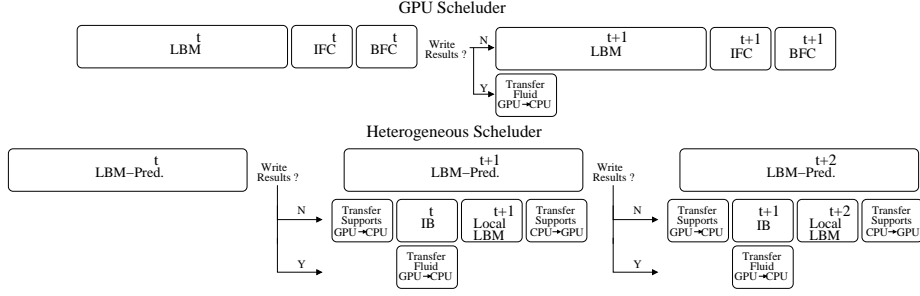 GPU Scheluder
t
LBM
t
IFC
t
BFC
Write
Results ?
N
Y
t+1
LBM
t+1
IFC
t+1
BFC
Transfer
Fluid
GPU→CPU
Heterogeneous Scheluder
t
LBM−Pred.
Write
Results ?
N
Y
t+1
LBM−Pred.
Transfer
Supports
GPU→CPU
t
IB
t+1
Local
LBM
Transfer
Supports
CPU→GPU
Transfer
Fluid
GPU→CPU
Write
Results ?
N
Y
t+2
LBM−Pred.
Transfer
Supports
GPU→CPU
t+1
IB
t+2
Local
LBM
Transfer
Supports
CPU→GPU
Transfer
Fluid
GPU→CPU